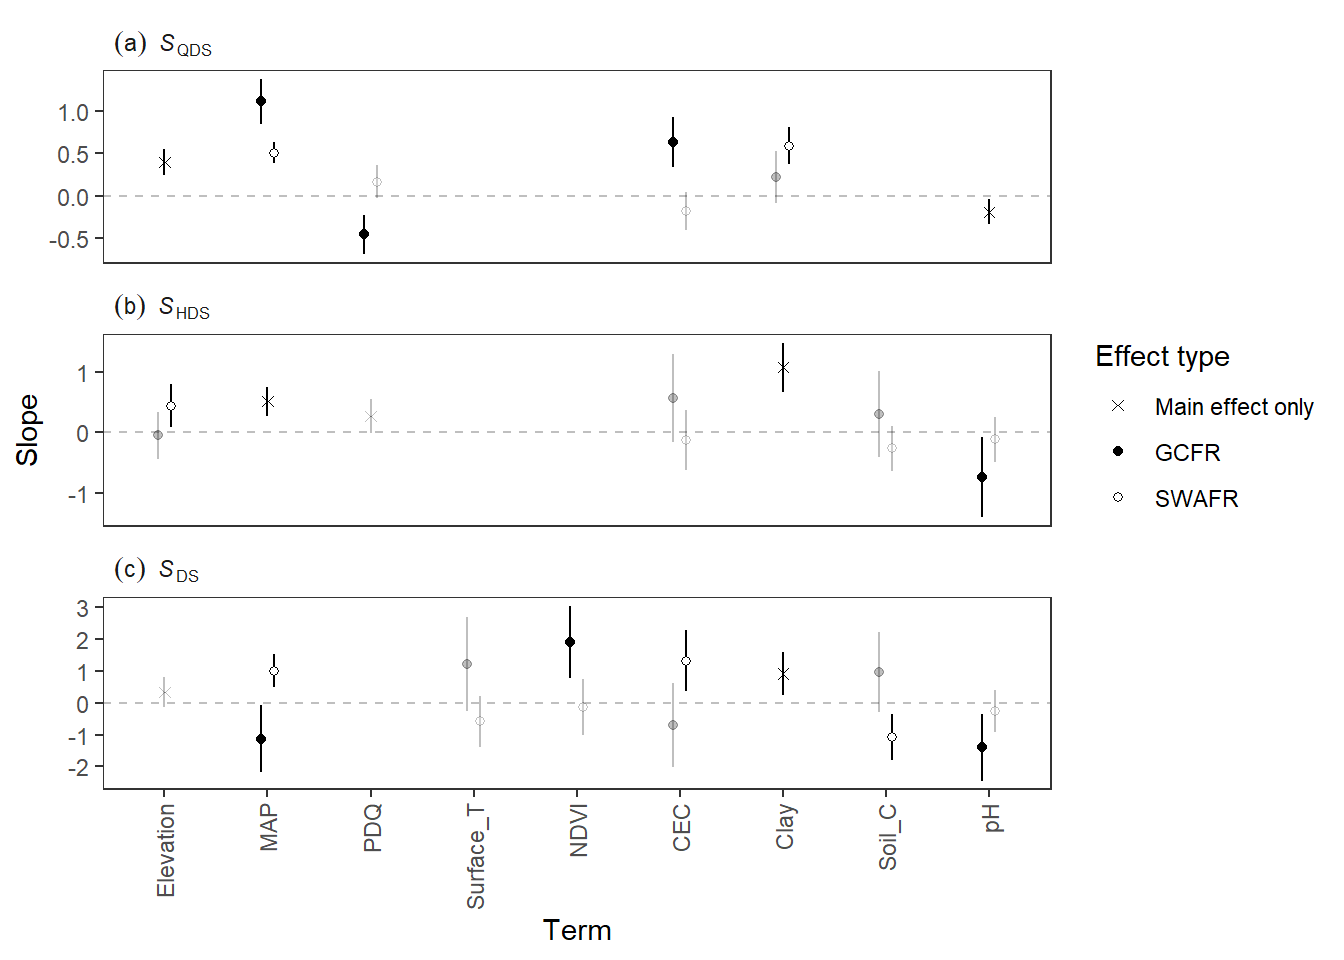 (a) SQDS
1.0
0.5
0.0
-0.5
(b) SHDS
1
0
-1
(c) SDS
3
2
1
0
-1
-2
Slope
Elevation
MAP
PDQ
Surface_T
NDVI
CEC
Clay
Soil_C
pH
Term
Effect type
Main effect only
GCFR
SWAFR